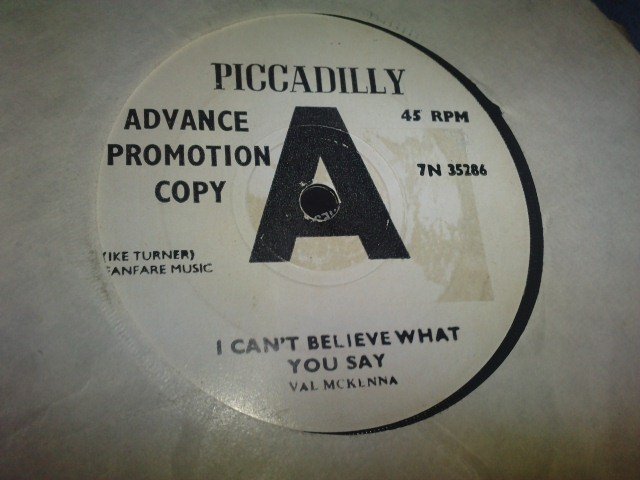 PICCADILLY
ADVANCE
PROMOTION
COPY
A
45 RPM
7N 35286
(IKE TURNER)
FANFARE MUSIC
I CAN'T BELIEVE WHAT
YOU SAY
VAL MCKENNA